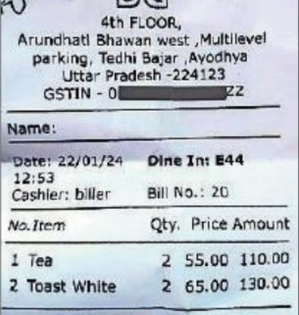 4th FLOOR,
Arundhati Bhawan west ,Multilevel
parking, Tedhi Bajar ,Ayodhya
Uttar Pradesh -224123
GSTIN - 0 ZZ
Name:
Date: 22/01/24 Dine In: E44
12:53
Cashier: biller Bill No.: 20
No.Item Qty. Price Amount
1 Tea 2 55.00 110.00
2 Toast White 2 65.00 130.00